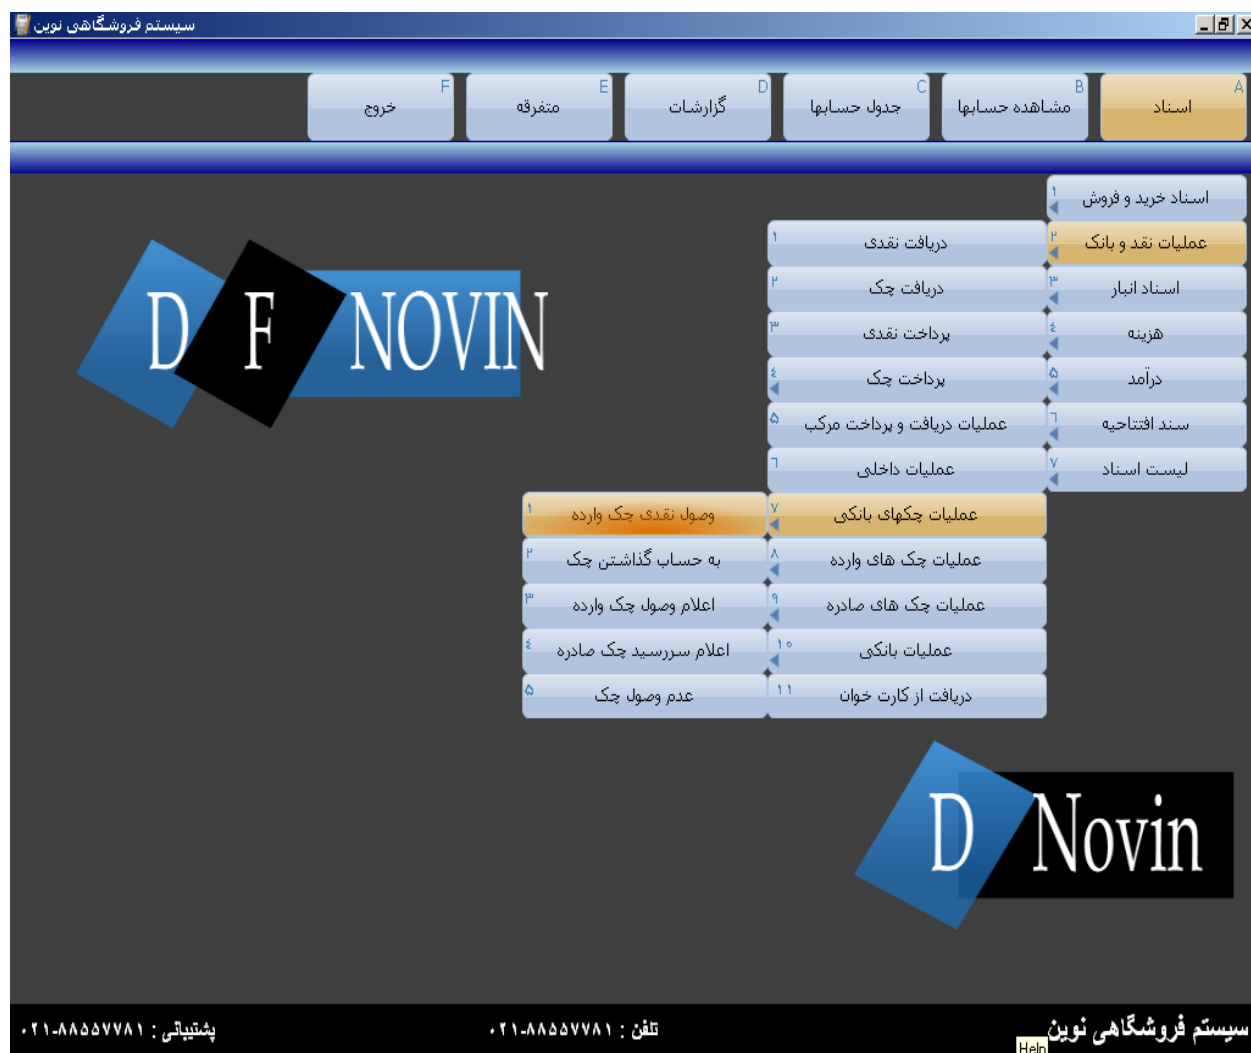 سیستم فروشگاهی نوین
A اسناد
B مشاهده حسابها
C جدول حسابها
D گزارشات
E متفرقه
F خروج
۱ اسناد خرید و فروش
۲ عملیات نقد و بانک
۳ اسناد انبار
۴ هزینه
۵ درآمد
۶ سند افتتاحیه
۷ لیست اسناد
۱ دریافت نقدی
۲ دریافت چک
۳ پرداخت نقدی
۴ پرداخت چک
۵ عملیات دریافت و پرداخت مرکب
۶ عملیات داخلی
۷ عملیات چکهای بانکی
۸ عملیات چک های وارده
۹ عملیات چک های صادره
۱۰ عملیات بانکی
۱۱ دریافت از کارت خوان
۱ وصول نقدی چک وارده
۲ به حساب گذاشتن چک
۳ اعلام وصول چک وارده
۴ اعلام سررسید چک صادره
۵ عدم وصول چک
D F NOVIN
D Novin
سیستم فروشگاهی نوین
Help
تلفن : ۰۲۱-۸۸۵۵۷۷۸۱
پشتیبانی : ۰۲۱-۸۸۵۵۷۷۸۱